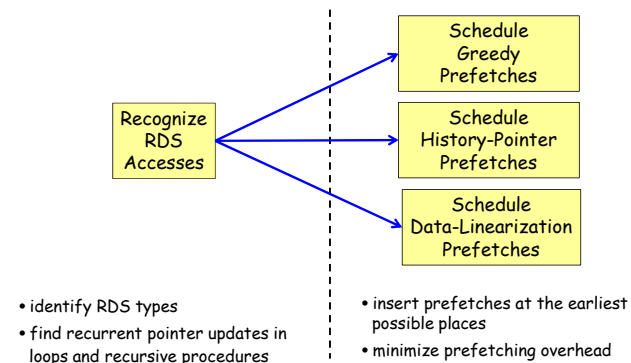 Recognize
RDS
Accesses
Schedule
Greedy
Prefetches
Schedule
History-Pointer
Prefetches
Schedule
Data-Linearization
Prefetches
• identify RDS types
• find recurrent pointer updates in
loops and recursive procedures
• insert prefetches at the earliest
possible places
• minimize prefetching overhead